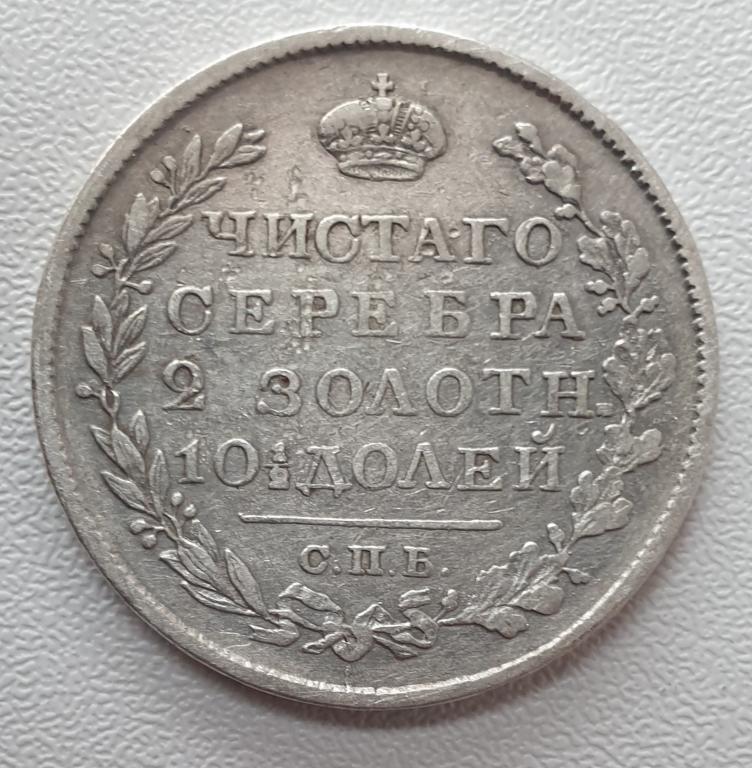 ЧИСТАГО
СЕРЕБРА
2 ЗОЛОТН.
10½ ДОЛЕЙ
С.П.Б.